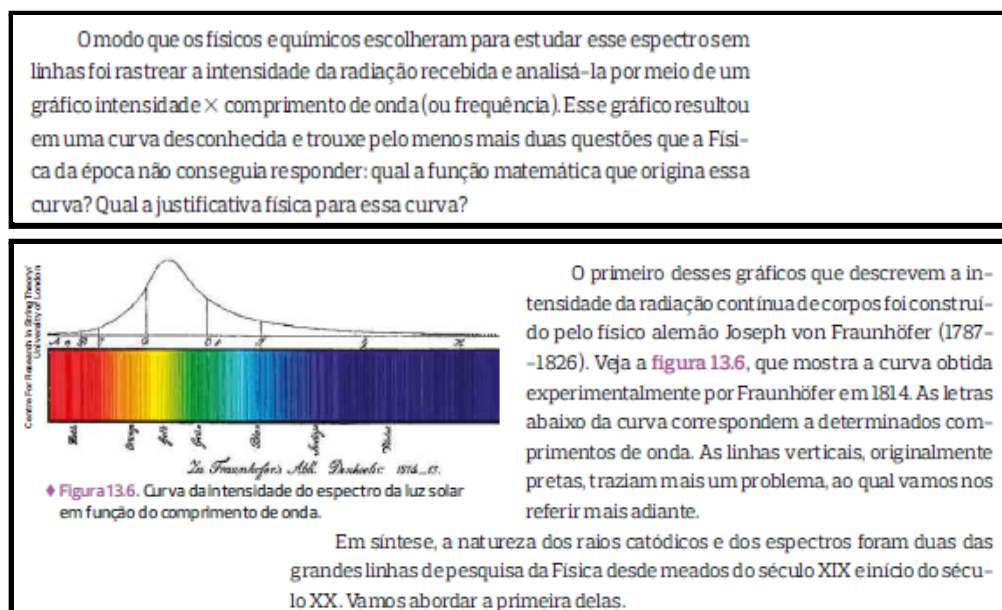 O modo que os físicos e químicos escolheram para estudar esse espectro sem
linhas foi rastrear a intensidade da radiação recebida e analisá-la por meio de um
gráfico intensidade × comprimento de onda (ou frequência). Esse gráfico resultou
em uma curva desconhecida e trouxe pelo menos mais duas questões que a Físi-
ca da época não conseguia responder: qual a função matemática que origina essa
curva? Qual a justificativa física para essa curva?
Centre For Research in String Theory/
University of London
Zu Fraunhofer's Abh. Denkschr. 1814_15.
♦ Figura 13.6. Curva da intensidade do espectro da luz solar
em função do comprimento de onda.
O primeiro desses gráficos que descrevem a in-
tensidade da radiação contínua de corpos foi construí-
do pelo físico alemão Joseph von Fraunhöfer (1787-
-1826). Veja a figura 13.6, que mostra a curva obtida
experimentalmente por Fraunhöfer em 1814. As letras
abaixo da curva correspondem a determinados com-
primentos de onda. As linhas verticais, originalmente
pretas, traziam mais um problema, ao qual vamos nos
referir mais adiante.
Em síntese, a natureza dos raios catódicos e dos espectros foram duas das
grandes linhas de pesquisa da Física desde meados do século XIX e início do sécu-
lo XX. Vamos abordar a primeira delas.